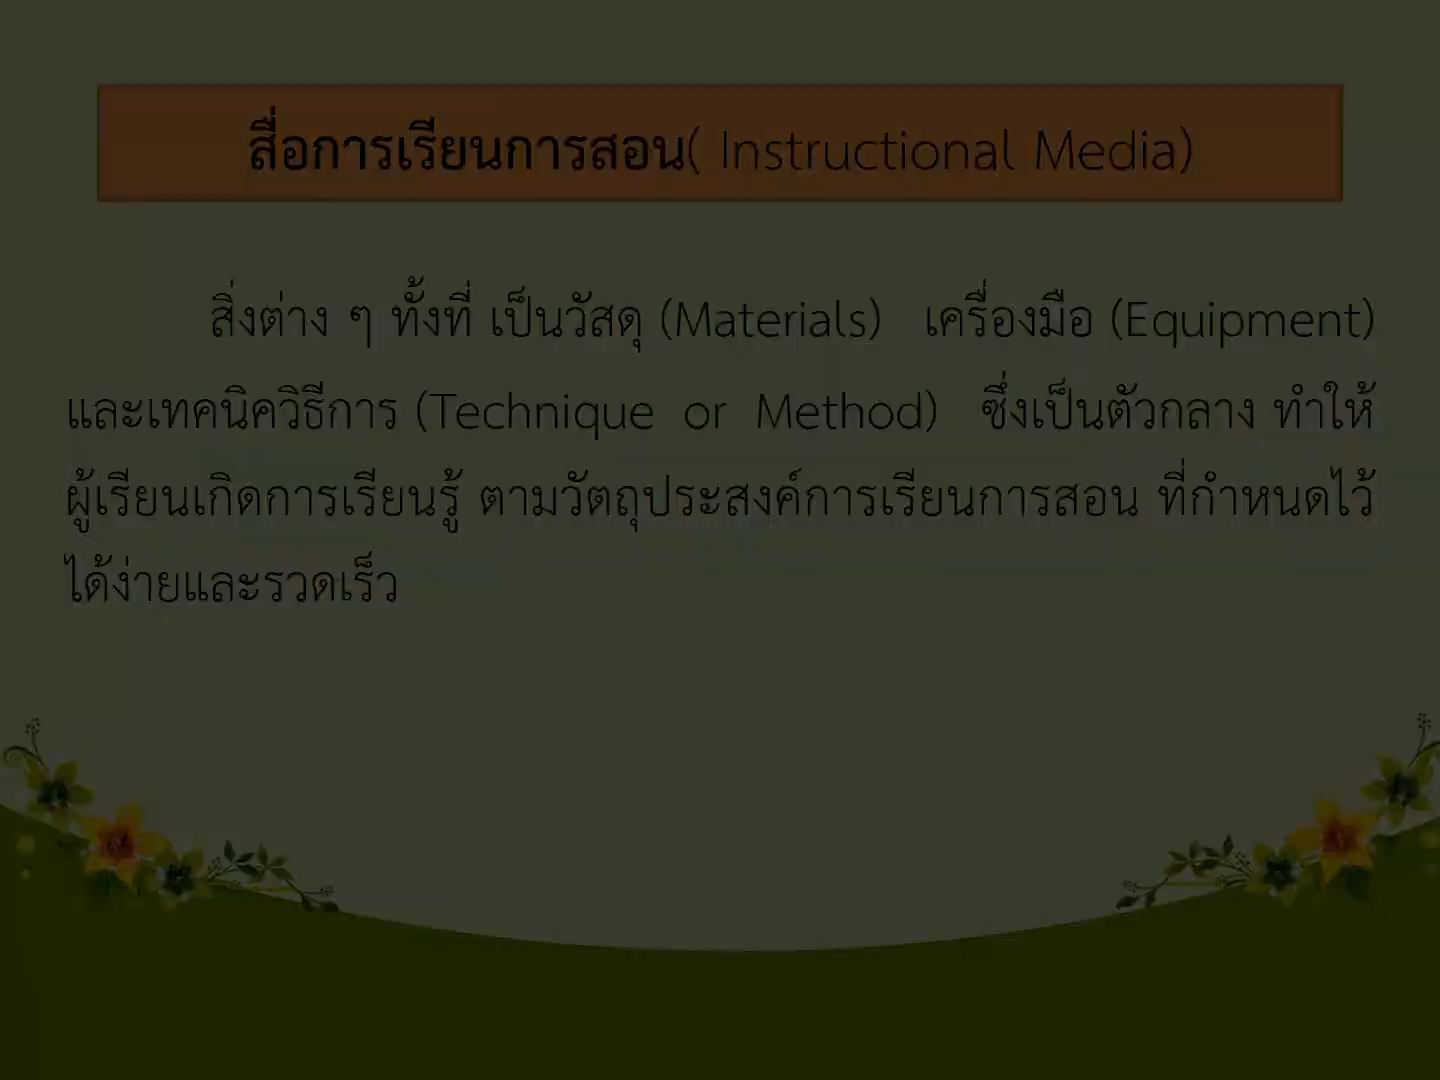 สื่อการเรียนการสอน( Instructional Media)
สิ่งต่าง ๆ ทั้งที่ เป็นวัสดุ (Materials) เครื่องมือ (Equipment)
และเทคนิควิธีการ (Technique or Method) ซึ่งเป็นตัวกลาง ทำให้
ผู้เรียนเกิดการเรียนรู้ ตามวัตถุประสงค์การเรียนการสอน ที่กำหนดไว้
ได้ง่ายและรวดเร็ว